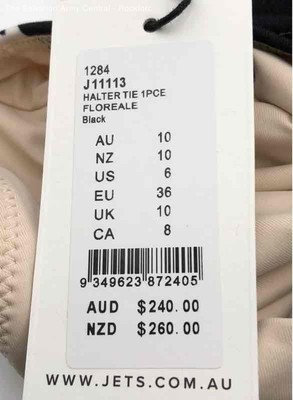 1284
J11113
HALTER TIE 1PCE
FLOREALE
Black
AU 10
NZ 10
US 6
EU 36
UK 10
CA 8
9 349623 872405
AUD $240.00
NZD $260.00
WWW.JETS.COM.AU